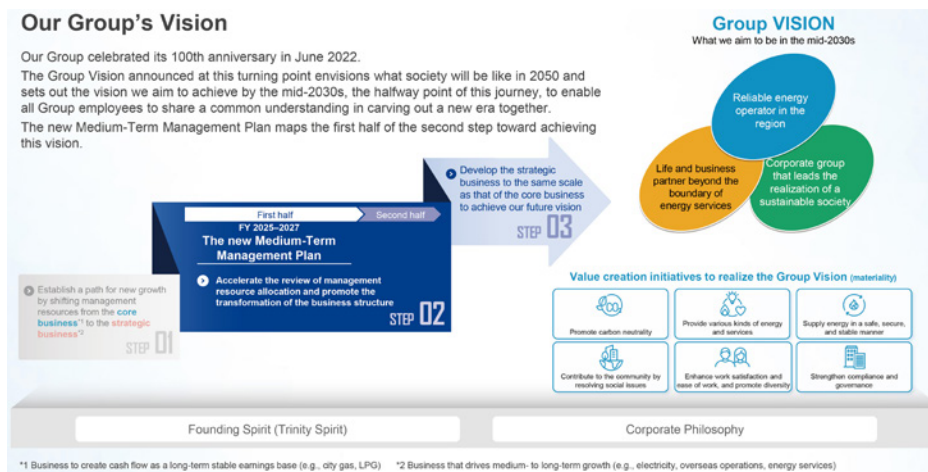 Our Group's Vision
Our Group celebrated its 100th anniversary in June 2022.
The Group Vision announced at this turning point envisions what society will be like in 2050 and
sets out the vision we aim to achieve by the mid-2030s, the halfway point of this journey, to enable
all Group employees to share a common understanding in carving out a new era together.
The new Medium-Term Management Plan maps the first half of the second step toward achieving
this vision.
Establish a path for new growth
by shifting management
resources from the core
business*1 to the strategic
business*2
STEP 01
First half
Second half
FY 2025–2027
The new Medium-Term
Management Plan
Accelerate the review of management
resource allocation and promote the
transformation of the business structure
STEP 02
Develop the strategic
business to the same scale
as that of the core business
to achieve our future vision
STEP 03
Group VISION
What we aim to be in the mid-2030s
Reliable energy
operator in the
region
Life and business
partner beyond the
boundary of
energy services
Corporate group
that leads the
realization of a
sustainable society
Value creation initiatives to realize the Group Vision (materiality)
CO2
Promote carbon neutrality
Provide various kinds of energy
and services
Supply energy in a safe, secure,
and stable manner
Contribute to the community by
resolving social issues
Enhance work satisfaction and
ease of work, and promote diversity
Strengthen compliance and
governance
Founding Spirit (Trinity Spirit)
Corporate Philosophy
*1 Business to create cash flow as a long-term stable earnings base (e.g., city gas, LPG)
*2 Business that drives medium- to long-term growth (e.g., electricity, overseas operations, energy services)